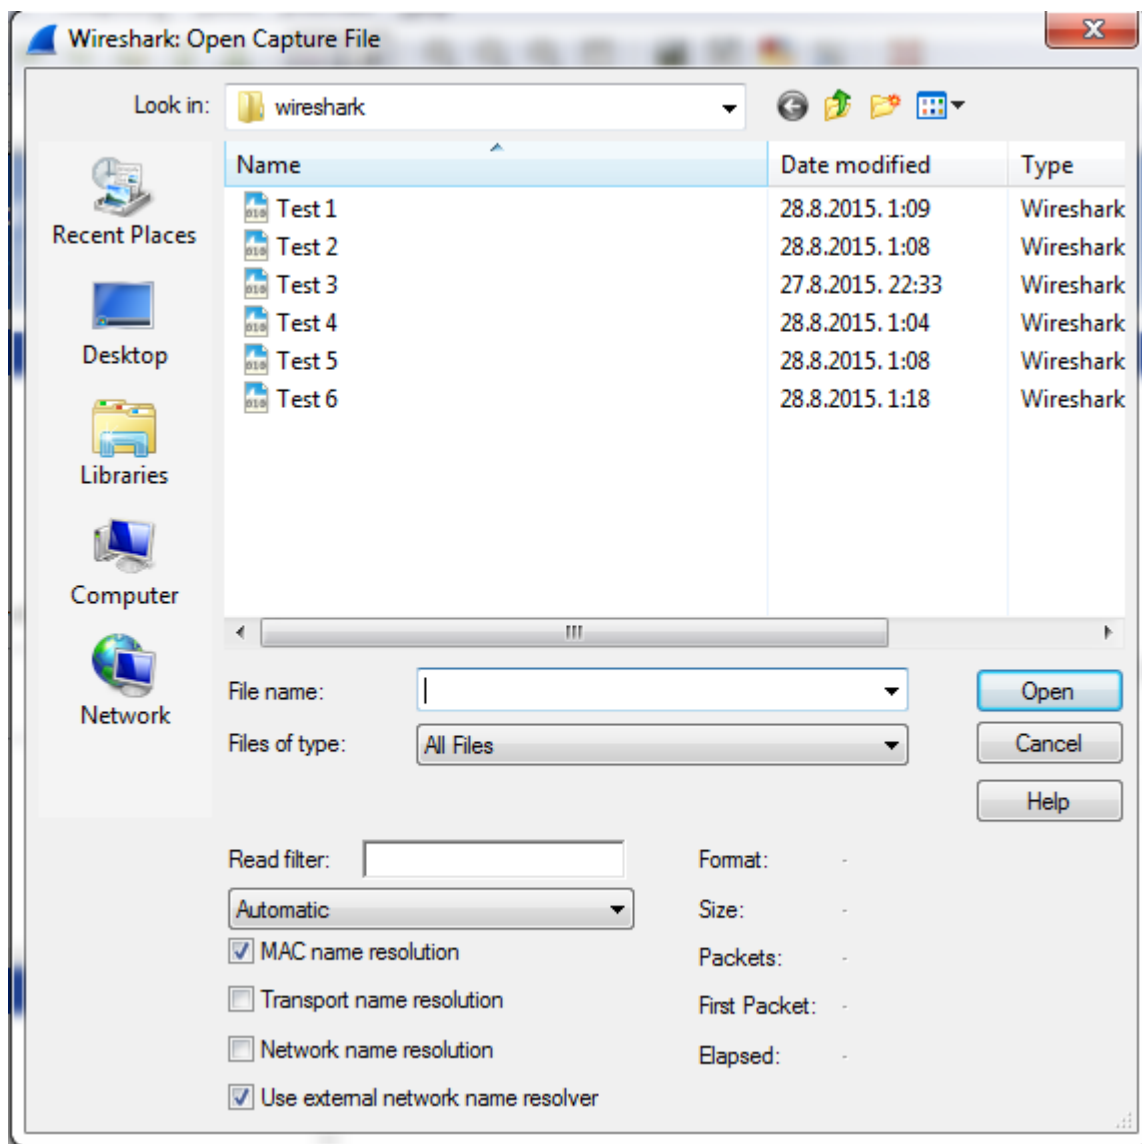 Wireshark: Open Capture File
Look in: wireshark
Name Date modified Type
Test 1 28.8.2015. 1:09 Wireshark
Test 2 28.8.2015. 1:08 Wireshark
Test 3 27.8.2015. 22:33 Wireshark
Test 4 28.8.2015. 1:04 Wireshark
Test 5 28.8.2015. 1:08 Wireshark
Test 6 28.8.2015. 1:18 Wireshark
Recent Places
Desktop
Libraries
Computer
Network
File name: Open
Files of type: All Files Cancel
Help
Read filter: Format: -
Automatic Size: -
MAC name resolution Packets: -
Transport name resolution First Packet: -
Network name resolution Elapsed: -
Use external network name resolver